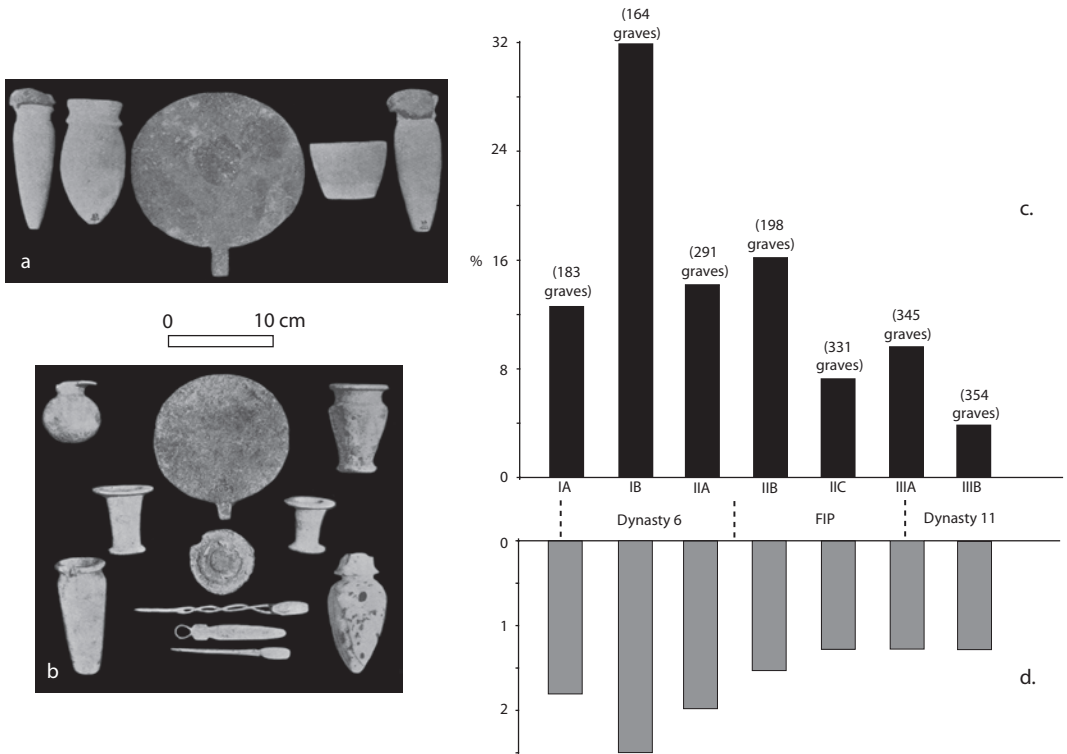 a
0 10 cm
b
32
24
% 16
8
0
(183
graves)
(164
graves)
(291
graves)
(198
graves)
(331
graves)
(345
graves)
(354
graves)
c.
IA IB IIA IIB IIC IIIA IIIB
Dynasty 6 FIP Dynasty 11
0
1
2
d.